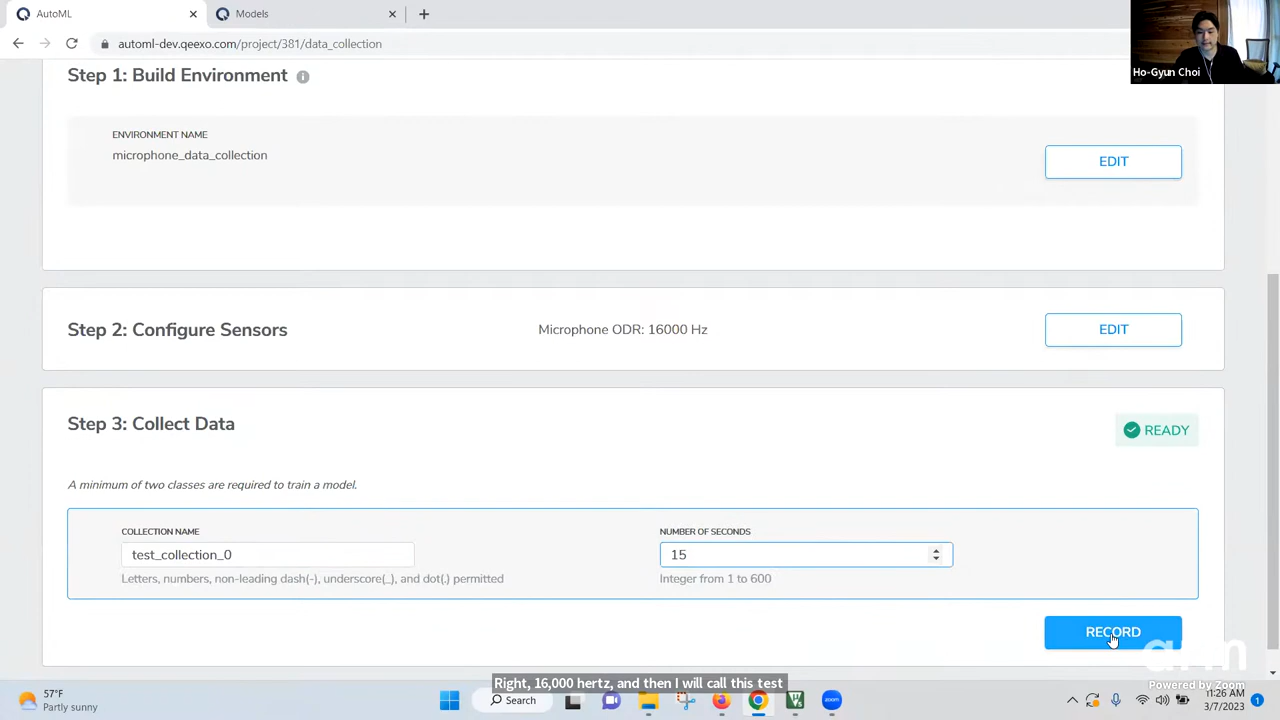 AutoML
Models
automl-dev.qeexo.com/project/381/data_collection
Ho-Gyun Choi
Step 1: Build Environment
ENVIRONMENT NAME
microphone_data_collection
EDIT
Step 2: Configure Sensors
Microphone ODR: 16000 Hz
EDIT
Step 3: Collect Data
READY
A minimum of two classes are required to train a model.
COLLECTION NAME
NUMBER OF SECONDS
test_collection_0
15
Letters, numbers, non-leading dash(-), underscore(_), and dot(.) permitted
Integer from 1 to 600
RECORD
arm
Right, 16,000 hertz, and then I will call this test
Powered by Zoom
57°F
Partly sunny
Search
zoom
11:26 AM
3/7/2023
1